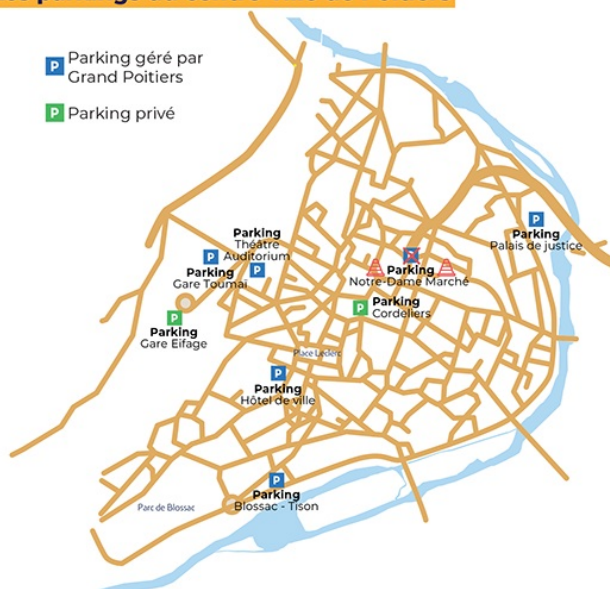 Parking géré par
Grand Poitiers
P
Parking privé
P
P
Parking
Théâtre
Auditorium
P
P
Parking
Gare Toumaï
P
Parking
Gare Eifage
P
Parking
Palais de justice
P
Parking
Notre-Dame Marché
P
Parking
Cordeliers
Place Leclerc
P
Parking
Hôtel de ville
P
Parking
Blossac - Tison
Parc de Blossac